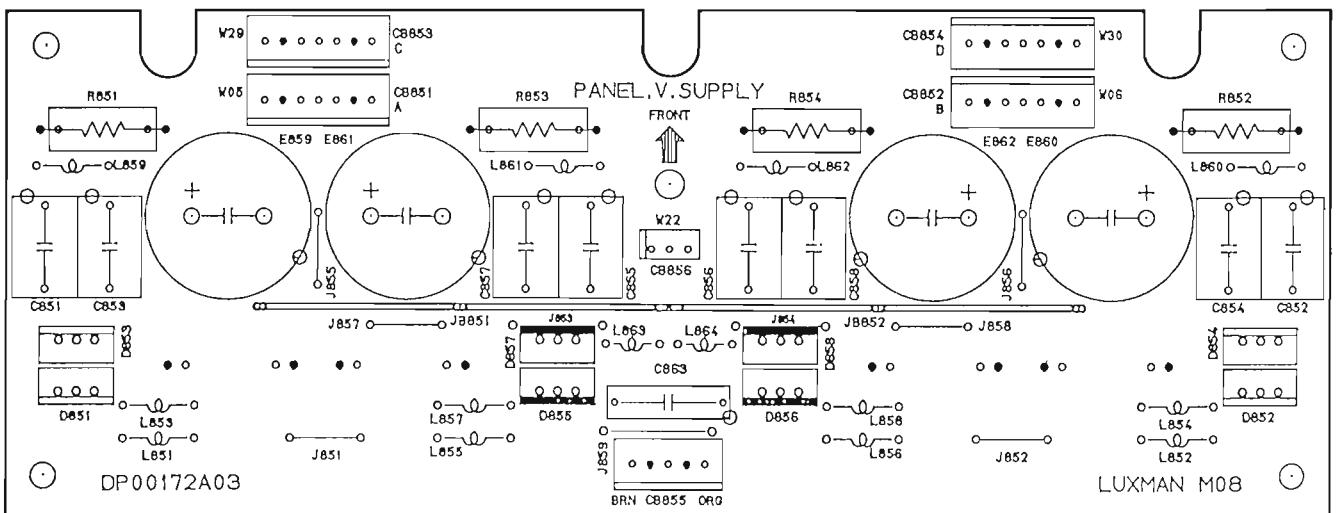 W29
CB853
C
CB854
D
W30
W05
CB851
A
PANEL.V.SUPPLY
CB852
B
W06
R851
R853
FRONT
R854
R852
E859
E861
E862
E860
L859
L861
L862
L860
W22
CB856
C851
C853
J855
C857
C855
C856
C858
J856
C854
C852
J857
JB851
J853
L863
L864
J854
JB852
J858
D853
D857
D858
D854
C863
D851
D855
D856
D852
L853
L857
L858
L854
L851
J851
L855
J859
L856
J852
L852
DP00172A03
LUXMAN M08
BRN CB855 ORG